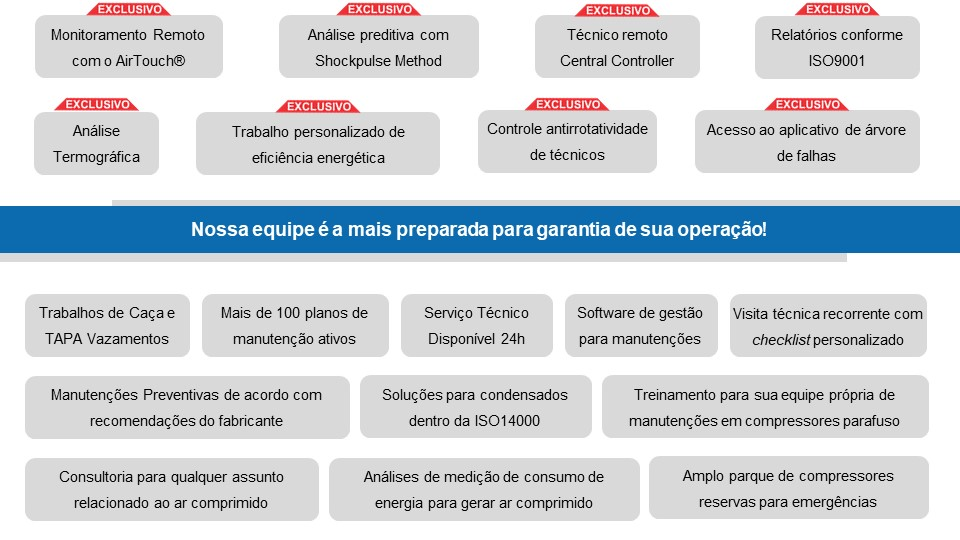 EXCLUSIVO
Monitoramento Remoto
com o AirTouch®
EXCLUSIVO
Análise preditiva com
Shockpulse Method
EXCLUSIVO
Técnico remoto
Central Controller
EXCLUSIVO
Relatórios conforme
ISO9001
EXCLUSIVO
Análise
Termográfica
EXCLUSIVO
Trabalho personalizado de
eficiência energética
EXCLUSIVO
Controle antirrotatividade
de técnicos
EXCLUSIVO
Acesso ao aplicativo de árvore
de falhas
Nossa equipe é a mais preparada para garantia de sua operação!
Trabalhos de Caça e
TAPA Vazamentos
Mais de 100 planos de
manutenção ativos
Serviço Técnico
Disponível 24h
Software de gestão
para manutenções
Visita técnica recorrente com
checklist personalizado
Manutenções Preventivas de acordo com
recomendações do fabricante
Soluções para condensados
dentro da ISO14000
Treinamento para sua equipe própria de
manutenções em compressores parafuso
Consultoria para qualquer assunto
relacionado ao ar comprimido
Análises de medição de consumo de
energia para gerar ar comprimido
Amplo parque de compressores
reservas para emergências